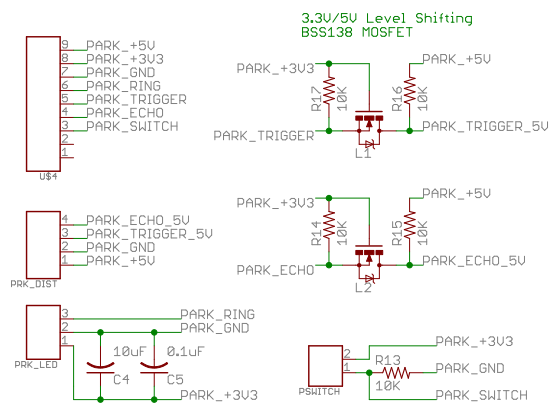 3.3V/5V Level Shifting
BSS138 MOSFET
9 PARK_+5V
8 PARK_+3V3
7 PARK_GND
6 PARK_RING
5 PARK_TRIGGER
4 PARK_ECHO
3 PARK_SWITCH
2
1
U$4
PARK_+3V3
PARK_+5V
R17
10K
R16
10K
PARK_TRIGGER
PARK_TRIGGER_5V
L1
4 PARK_ECHO_5V
3 PARK_TRIGGER_5V
2 PARK_GND
1 PARK_+5V
PRK_DIST
PARK_+3V3
PARK_+5V
R14
10K
R15
10K
PARK_ECHO
PARK_ECHO_5V
L2
3 PARK_RING
2 PARK_GND
1
PRK_LED
10uF
0.1uF
C4
C5
PARK_+3V3
PARK_+3V3
2
1
R13
10K
PARK_GND
PSWITCH
PARK_SWITCH